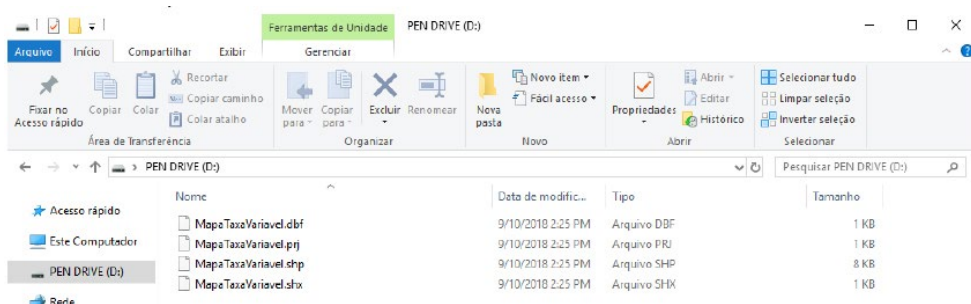 Ferramentas de Unidade PEN DRIVE (D:)
Arquivo Início Compartilhar Exibir Gerenciar
Fixar no Acesso rápido
Copiar
Colar
Recortar
Copiar caminho
Colar atalho
Mover para
Copiar para
Excluir
Renomear
Nova pasta
Novo item
Fácil acesso
Propriedades
Abrir
Editar
Histórico
Selecionar tudo
Limpar seleção
Inverter seleção
Área de Transferência Organizar Novo Abrir Selecionar
PEN DRIVE (D:) Pesquisar PEN DRIVE (D:)
Nome Data de modific... Tipo Tamanho
Acesso rápido
Este Computador
PEN DRIVE (D:)
Rede
MapaTaxaVariavel.dbf 9/10/2018 2:25 PM Arquivo DBF 1 KB
MapaTaxaVariavel.prj 9/10/2018 2:25 PM Arquivo PRJ 1 KB
MapaTaxaVariavel.shp 9/10/2018 2:25 PM Arquivo SHP 8 KB
MapaTaxaVariavel.shx 9/10/2018 2:25 PM Arquivo SHX 1 KB